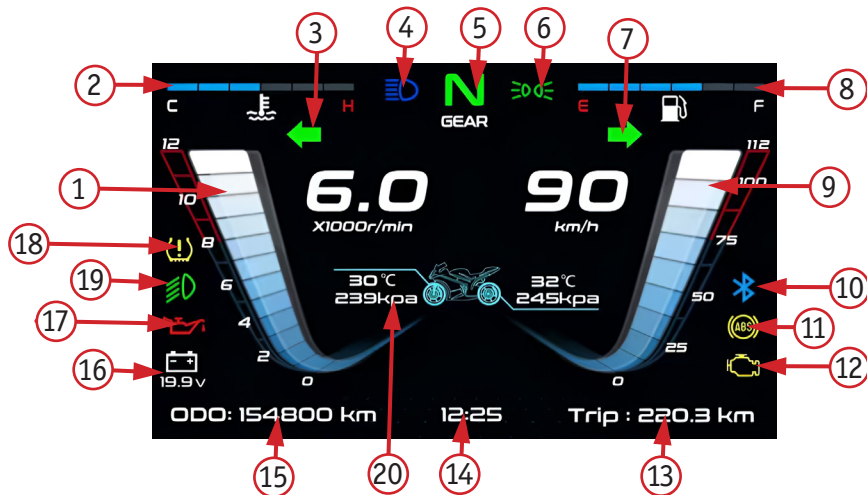 3 4 5 6 7
2 8
C H N E F
GEAR
12 112
1 10 6.0 90 100 9
X1000r/min km/h
18 8 75
19 6 30°C 32°C 50 10
239kpa 245kpa
17 4 ABS 11
2 25
16 12
19.9v 0 0
ODO: 154800 km 12:25 Trip : 220.3 km
15 20 14 13